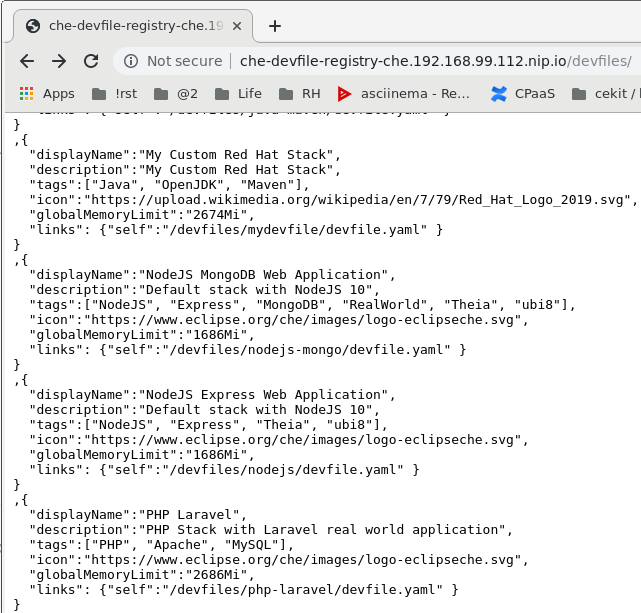 che-devfile-registry-che.19
Not secure | che-devfile-registry-che.192.168.99.112.nip.io/devfiles/
Apps !rst @2 Life RH asciinema - Re... CPaaS cekit /
}
,{
"displayName":"My Custom Red Hat Stack",
"description":"My Custom Red Hat Stack",
"tags":["Java", "OpenJDK", "Maven"],
"icon":"https://upload.wikimedia.org/wikipedia/en/7/79/Red_Hat_Logo_2019.svg",
"globalMemoryLimit":"2674Mi",
"links": {"self":"/devfiles/mydevfile/devfile.yaml" }
}
,{
"displayName":"NodeJS MongoDB Web Application",
"description":"Default stack with NodeJS 10",
"tags":["NodeJS", "Express", "MongoDB", "RealWorld", "Theia", "ubi8"],
"icon":"https://www.eclipse.org/che/images/logo-eclipseche.svg",
"globalMemoryLimit":"1686Mi",
"links": {"self":"/devfiles/nodejs-mongo/devfile.yaml" }
}
,{
"displayName":"NodeJS Express Web Application",
"description":"Default stack with NodeJS 10",
"tags":["NodeJS", "Express", "Theia", "ubi8"],
"icon":"https://www.eclipse.org/che/images/logo-eclipseche.svg",
"globalMemoryLimit":"1686Mi",
"links": {"self":"/devfiles/nodejs/devfile.yaml" }
}
,{
"displayName":"PHP Laravel",
"description":"PHP Stack with Laravel real world application",
"tags":["PHP", "Apache", "MySQL"],
"icon":"https://www.eclipse.org/che/images/logo-eclipseche.svg",
"globalMemoryLimit":"2686Mi",
"links": {"self":"/devfiles/php-laravel/devfile.yaml" }
}